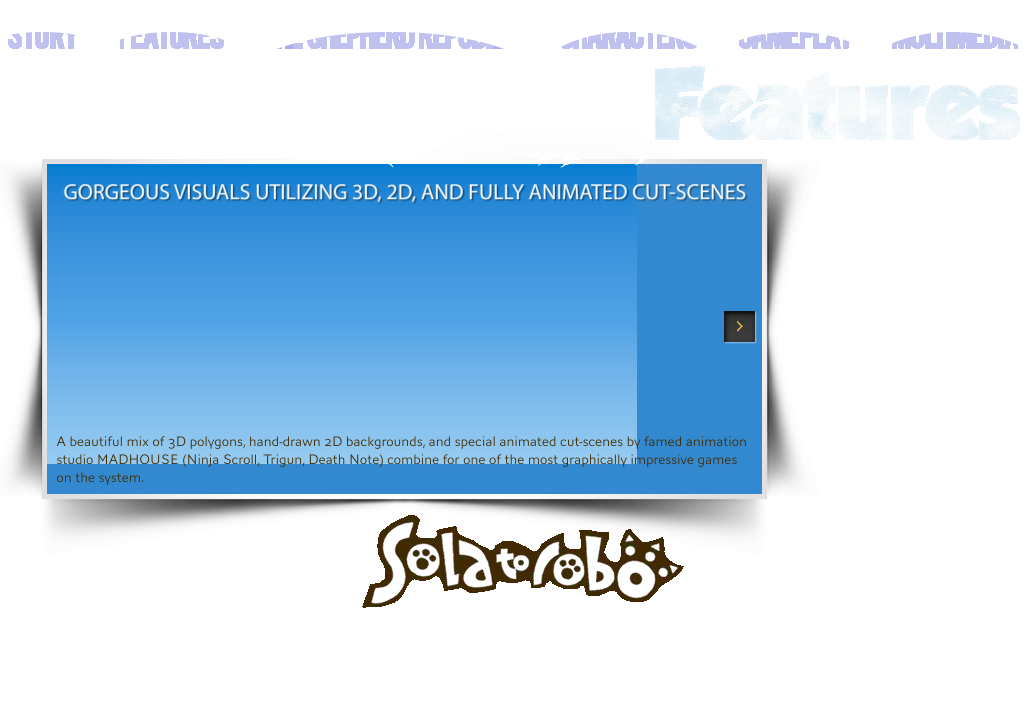 STORY FEATURES THE SHEPHERD REPUBLIC CHARACTERS GAMEPLAY MULTIMEDIA
Features
GORGEOUS VISUALS UTILIZING 3D, 2D, AND FULLY ANIMATED CUT-SCENES
A beautiful mix of 3D polygons, hand-drawn 2D backgrounds, and special animated cut-scenes by famed animation
studio MADHOUSE (Ninja Scroll, Trigun, Death Note) combine for one of the most graphically impressive games
on the system.
Solatorobo